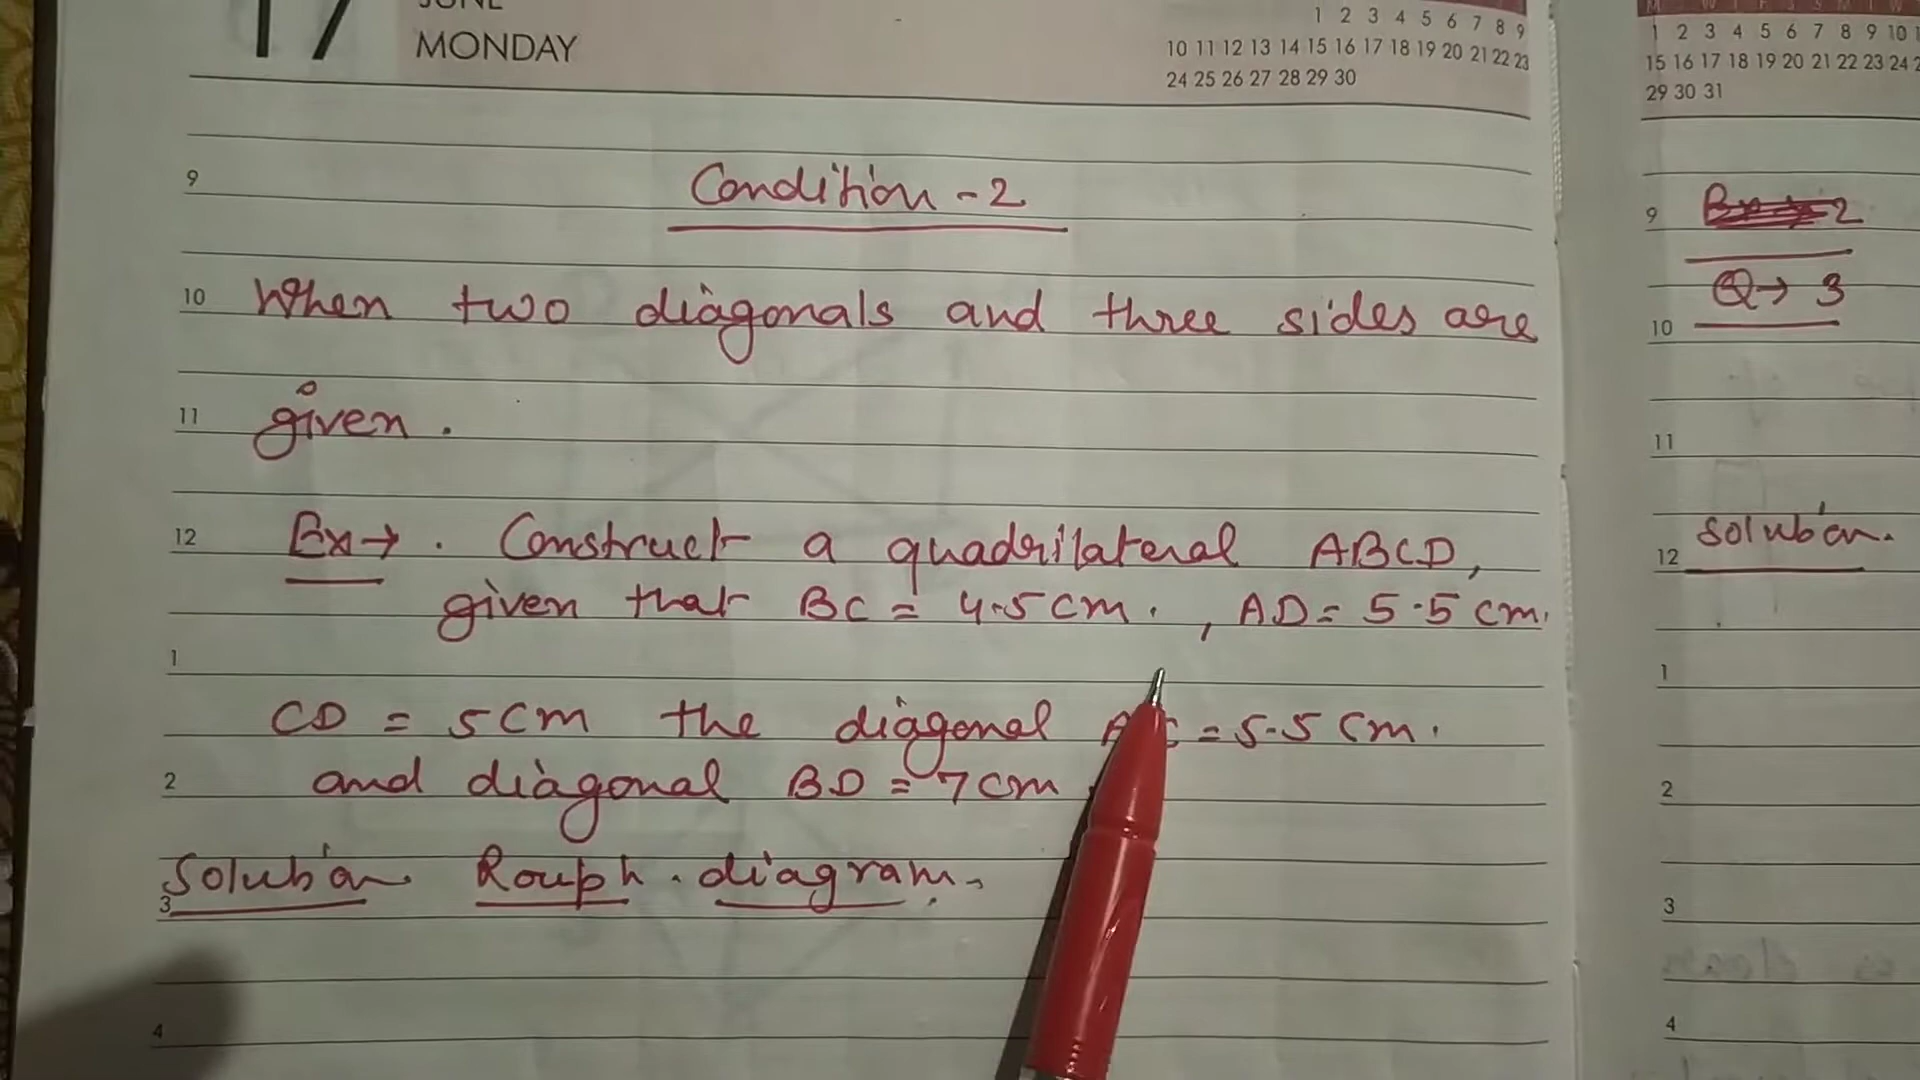 17
JUNE
MONDAY
1 2 3 4 5 6 7 8 9
10 11 12 13 14 15 16 17 18 19 20 21 22 23
24 25 26 27 28 29 30
9
Condition - 2
10 When two diagonals and three sides are
11 given.
12 Ex → . Construct a quadrilateral ABCD,
given that BC = 4.5 cm. , AD = 5.5 cm.
1
CD = 5 cm the diagonal AC = 5.5 cm.
2 and diagonal BD = 7 cm
Solution Rouph . diagram.
3
4
1 2 3 4 5 6 7 8 9 10
15 16 17 18 19 20 21 22 23 24
29 30 31
9 2
Q → 3
10
11
Solution.
12
1
2
3
4